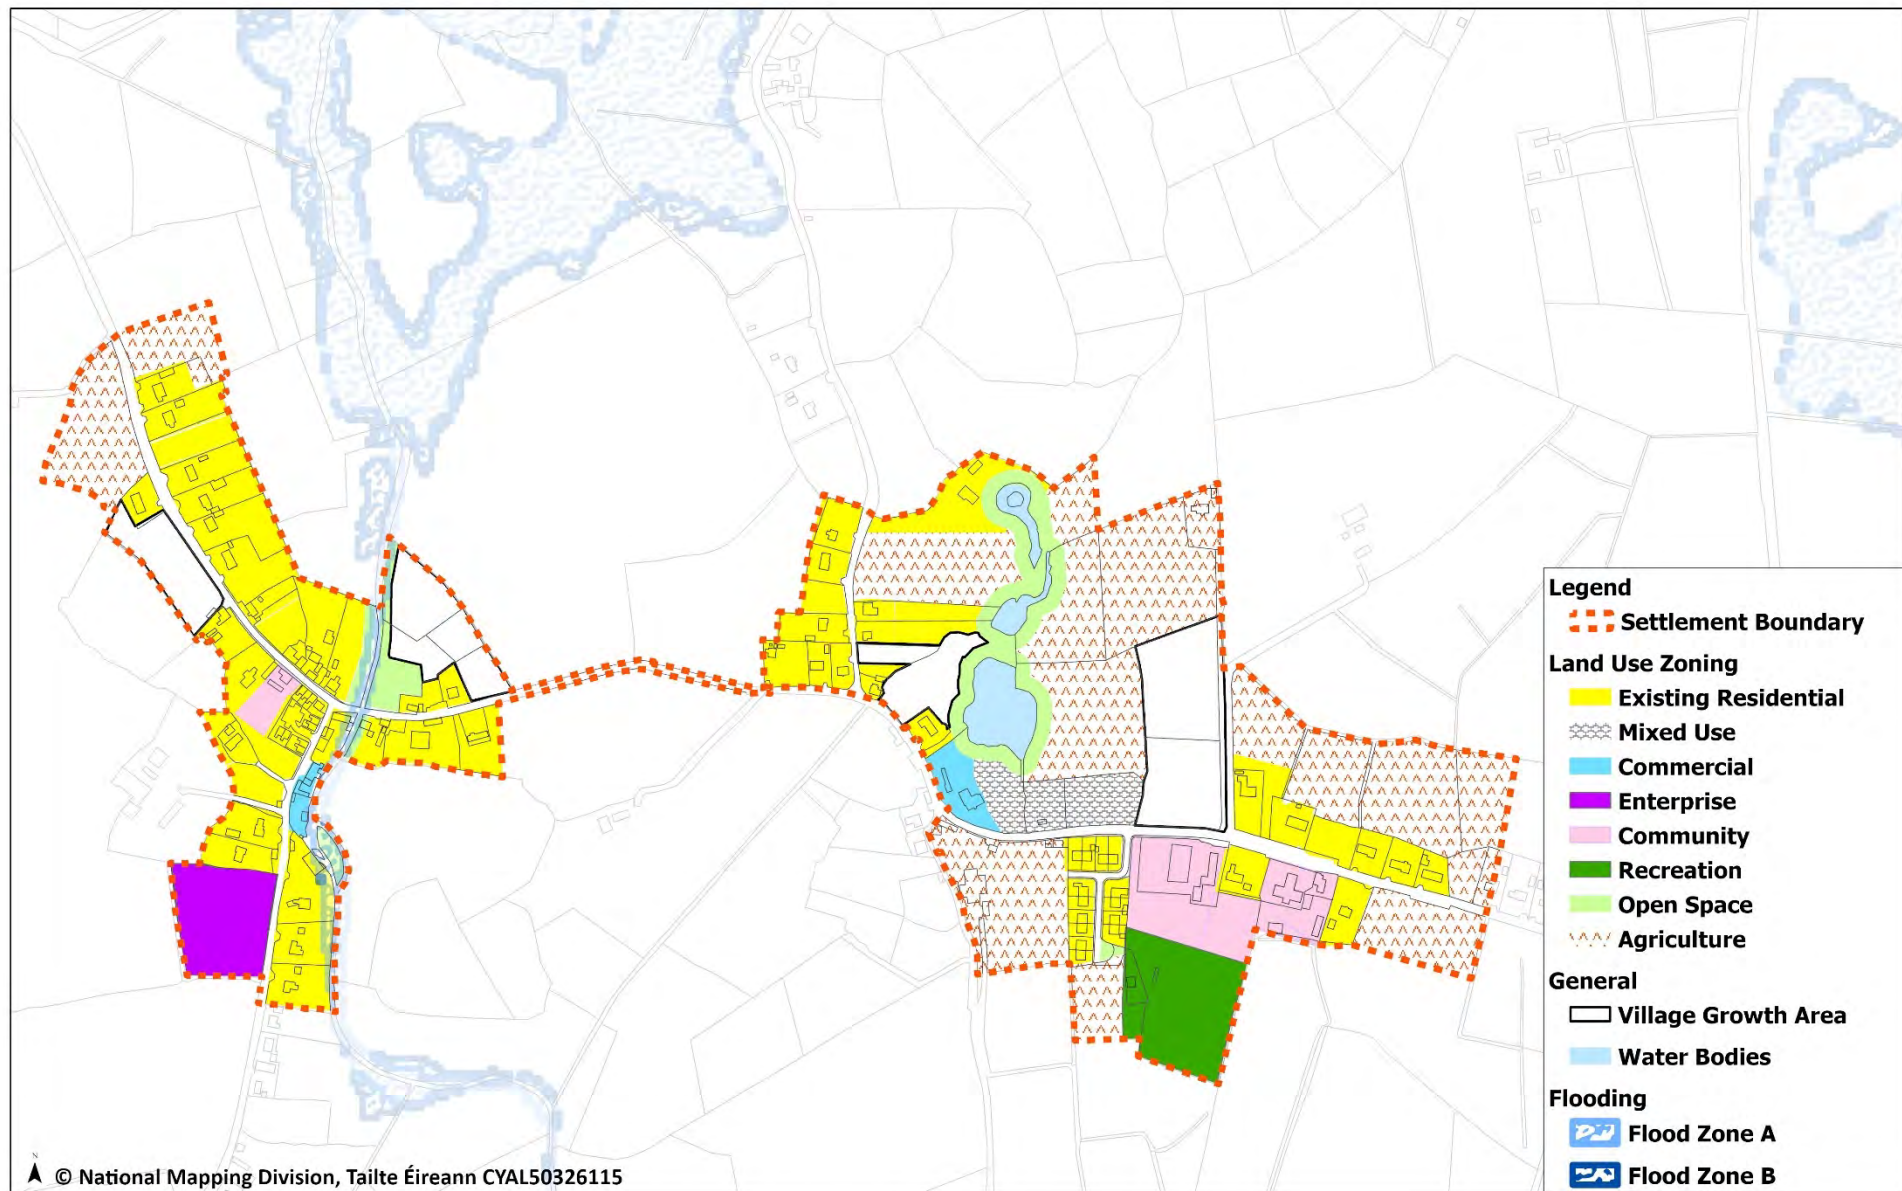 Legend
Settlement Boundary
Land Use Zoning
Existing Residential
Mixed Use
Commercial
Enterprise
Community
Recreation
Open Space
Agriculture
General
Village Growth Area
Water Bodies
Flooding
Flood Zone A
Flood Zone B
N
© National Mapping Division, Tailte Éireann CYAL50326115